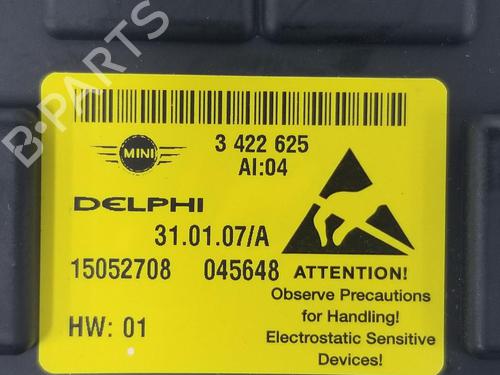 B-PARTS
MINI
3 422 625
AI:04
DELPHI
31.01.07/A
15052708 045648
HW: 01
ATTENTION!
Observe Precautions
for Handling!
Electrostatic Sensitive
Devices!